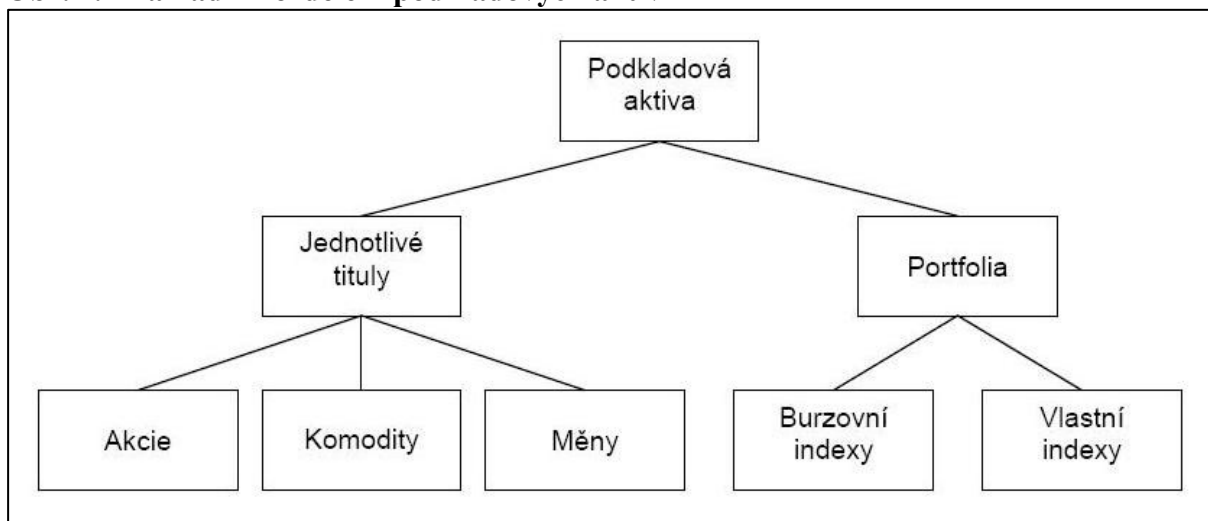 Podkladová
aktiva
Jednotlivé
tituly
Portfolia
Akcie
Komodity
Měny
Burzovní
indexy
Vlastní
indexy